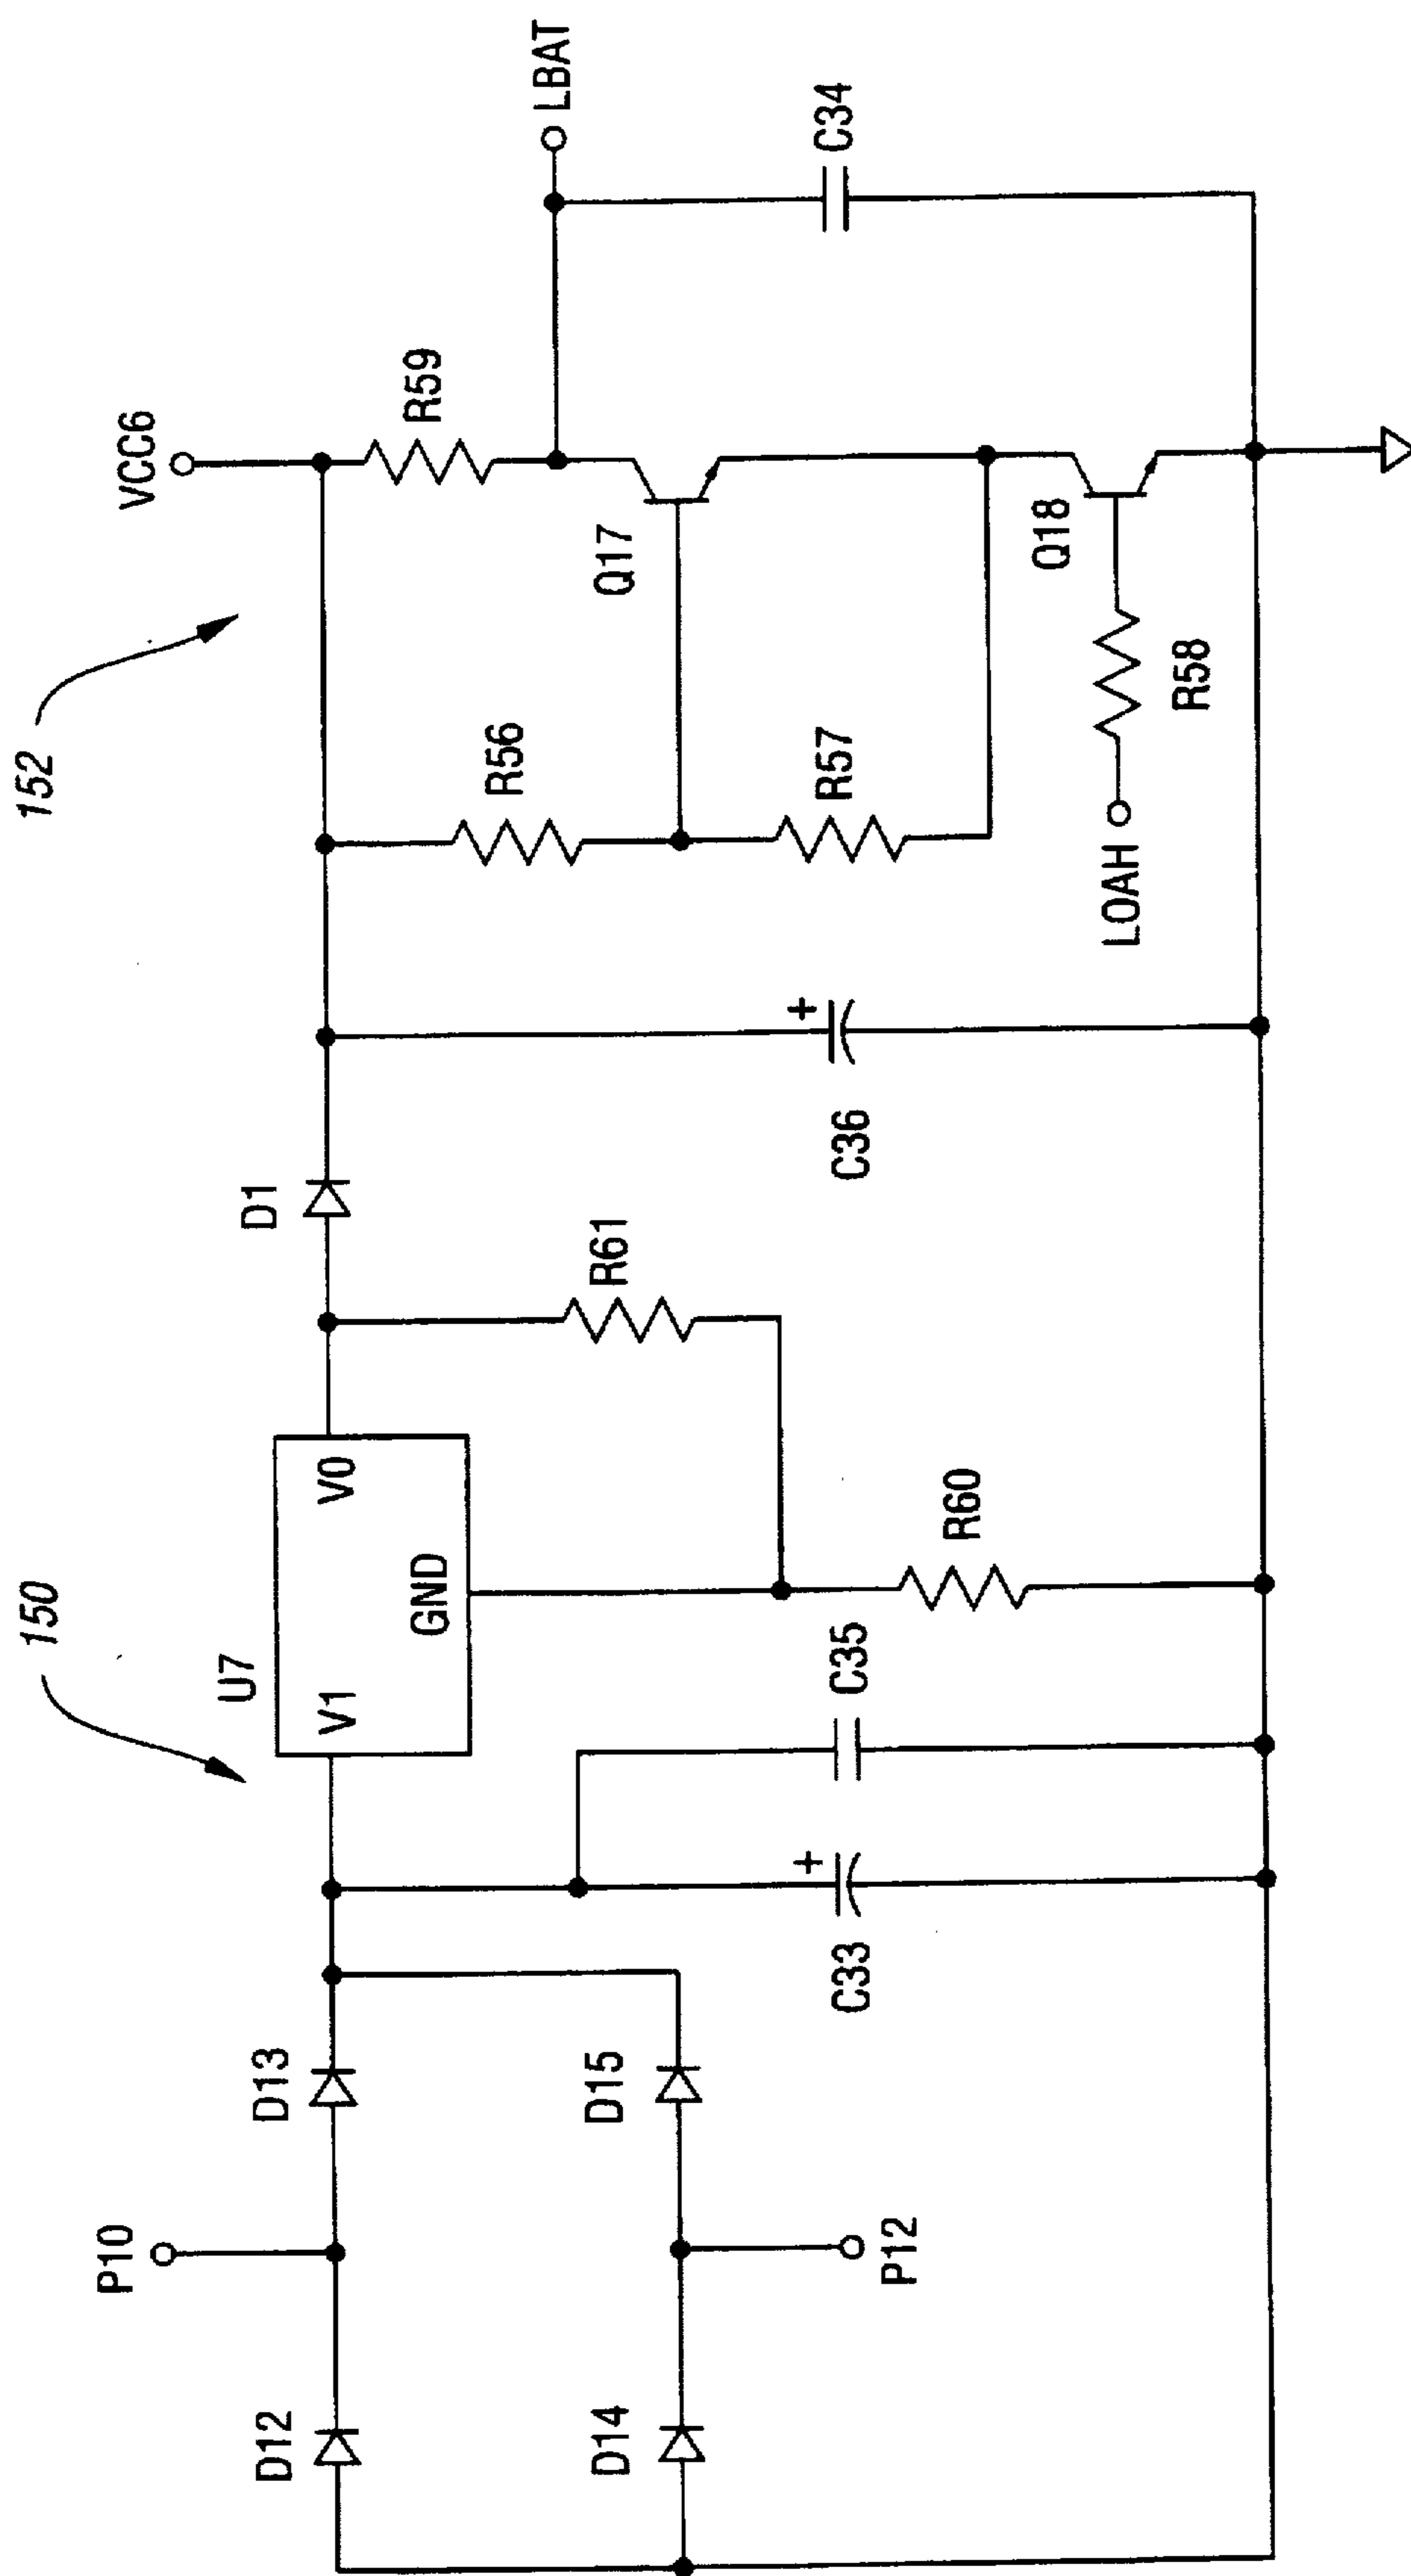 150
152
P10
D12
D13
D14
D15
P12
U7
V1
V0
GND
C33
C35
R60
R61
D1
C36
R56
R57
LOAH
R58
VCC6
R59
Q17
Q18
LBAT
C34